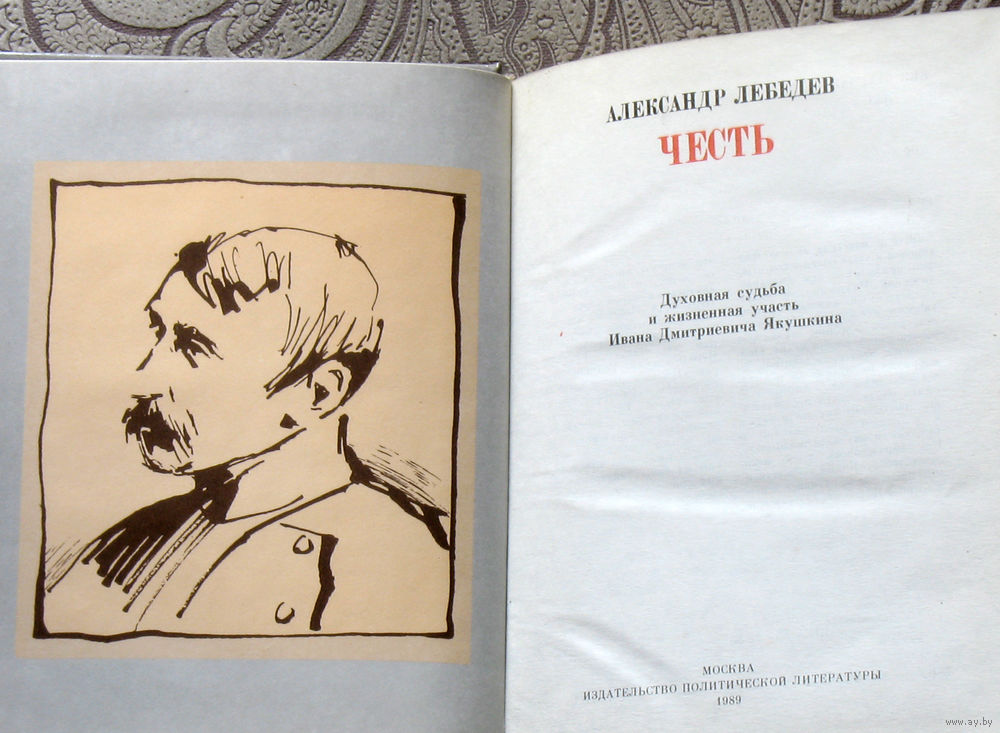 АЛЕКСАНДР ЛЕБЕДЕВ
ЧЕСТЬ
Духовная судьба
и жизненная участь
Ивана Дмитриевича Якушкина
МОСКВА
ИЗДАТЕЛЬСТВО ПОЛИТИЧЕСКОЙ ЛИТЕРАТУРЫ
1989
www.ay.by